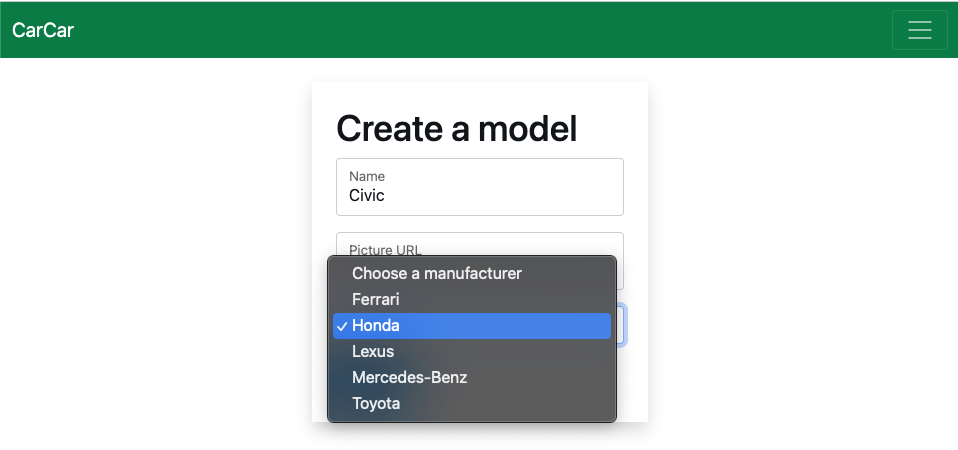 CarCar
Create a model
Name
Civic
Picture URL
Choose a manufacturer
Ferrari
Honda
Lexus
Mercedes-Benz
Toyota